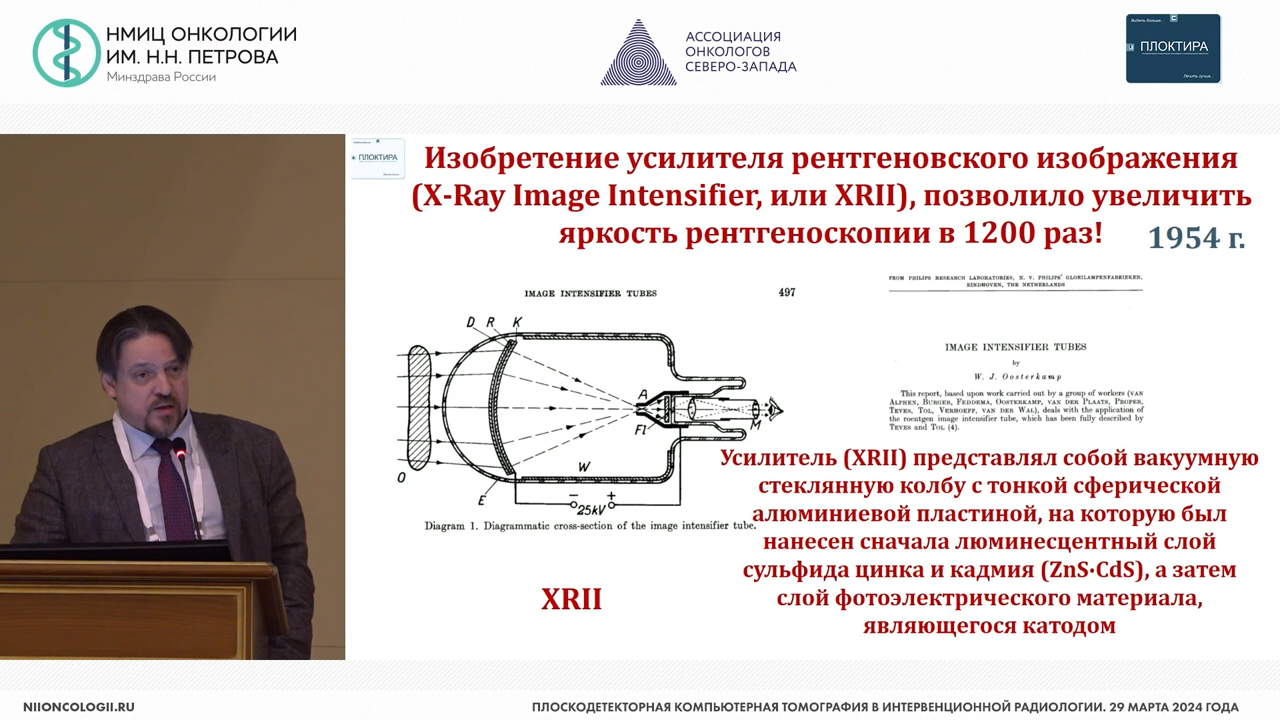 НМИЦ ОНКОЛОГИИ
ИМ. Н.Н. ПЕТРОВА
Минздрава России
АССОЦИАЦИЯ
ОНКОЛОГОВ
СЕВЕРО-ЗАПАДА
ПЛОКТИРА
ПЛОКТИРА
Изобретение усилителя рентгеновского изображения
(X-Ray Image Intensifier, или XRII), позволило увеличить
яркость рентгеноскопии в 1200 раз!
1954 г.
IMAGE INTENSIFIER TUBES
497
D R K
A
Fl
M
O
W
E
− +
25kV
Diagram 1. Diagrammatic cross-section of the image intensifier tube.
XRII
FROM PHILIPS RESEARCH LABORATORIES, N. V. PHILIPS' GLOEILAMPENFABRIEKEN,
EINDHOVEN, THE NETHERLANDS
IMAGE INTENSIFIER TUBES
by
W. J. Oosterkamp
This report, based upon work carried out by a group of workers (VAN
ALPHEN, BURGER, FEDDEMA, OOSTERKAMP, VAN DER PLAATS, PROPER,
TEVES, TOL, VERHOEFF, VAN DER WAL), deals with the application of
the roentgen image intensifier tube, which has been fully described by
TEVES and TOL (4).
Усилитель (XRII) представлял собой вакуумную
стеклянную колбу с тонкой сферической
алюминиевой пластиной, на которую был
нанесен сначала люминесцентный слой
сульфида цинка и кадмия (ZnS·CdS), а затем
слой фотоэлектрического материала,
являющегося катодом
NIIONCOLOGII.RU
ПЛОСКОДЕТЕКТОРНАЯ КОМПЬЮТЕРНАЯ ТОМОГРАФИЯ В ИНТЕРВЕНЦИОННОЙ РАДИОЛОГИИ. 29 МАРТА 2024 ГОДА